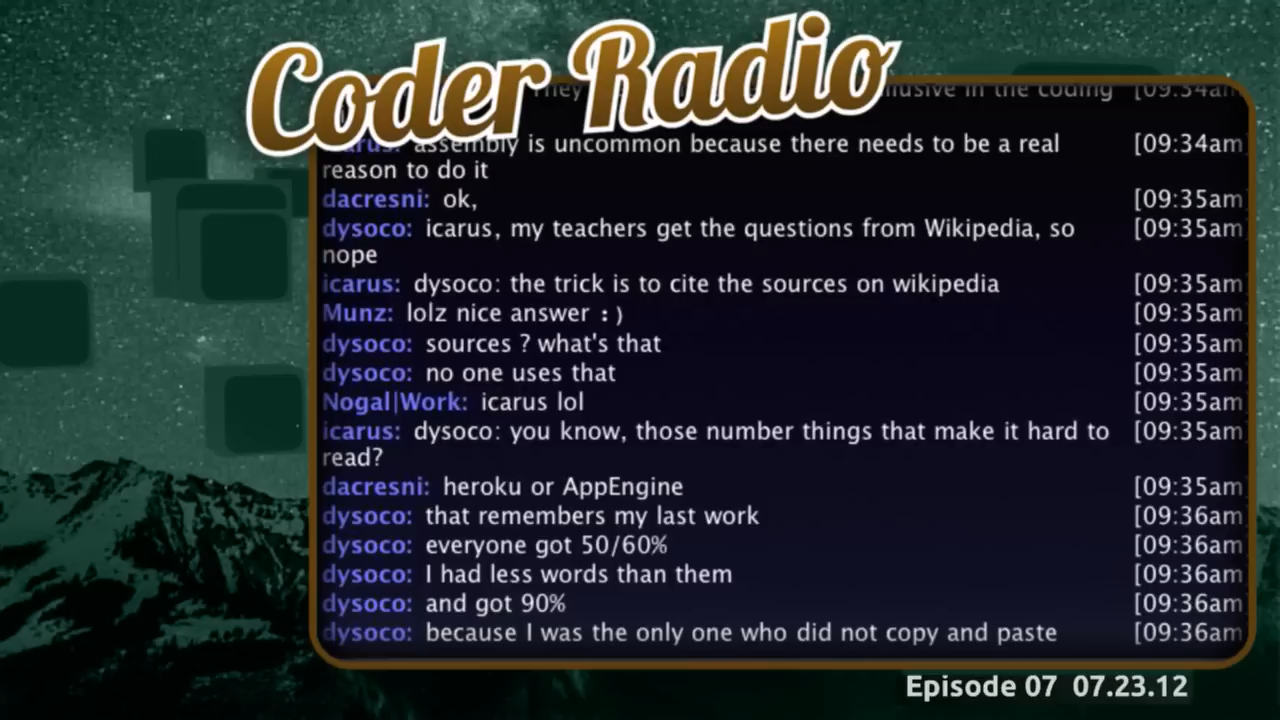 Coder Radio
They
in the coding [09:34am
assembly is uncommon because there needs to be a real [09:34am]
reason to do it
dacresni: ok, [09:35am]
dysoco: icarus, my teachers get the questions from Wikipedia, so [09:35am]
nope
icarus: dysoco: the trick is to cite the sources on wikipedia [09:35am]
Munz: lolz nice answer :) [09:35am]
dysoco: sources ? what's that [09:35am]
dysoco: no one uses that [09:35am]
Nogal|Work: icarus lol [09:35am]
icarus: dysoco: you know, those number things that make it hard to [09:35am]
read?
dacresni: heroku or AppEngine [09:35am]
dysoco: that remembers my last work [09:36am]
dysoco: everyone got 50/60% [09:36am]
dysoco: I had less words than them [09:36am]
dysoco: and got 90% [09:36am]
dysoco: because I was the only one who did not copy and paste [09:36am]
Episode 07 07.23.12